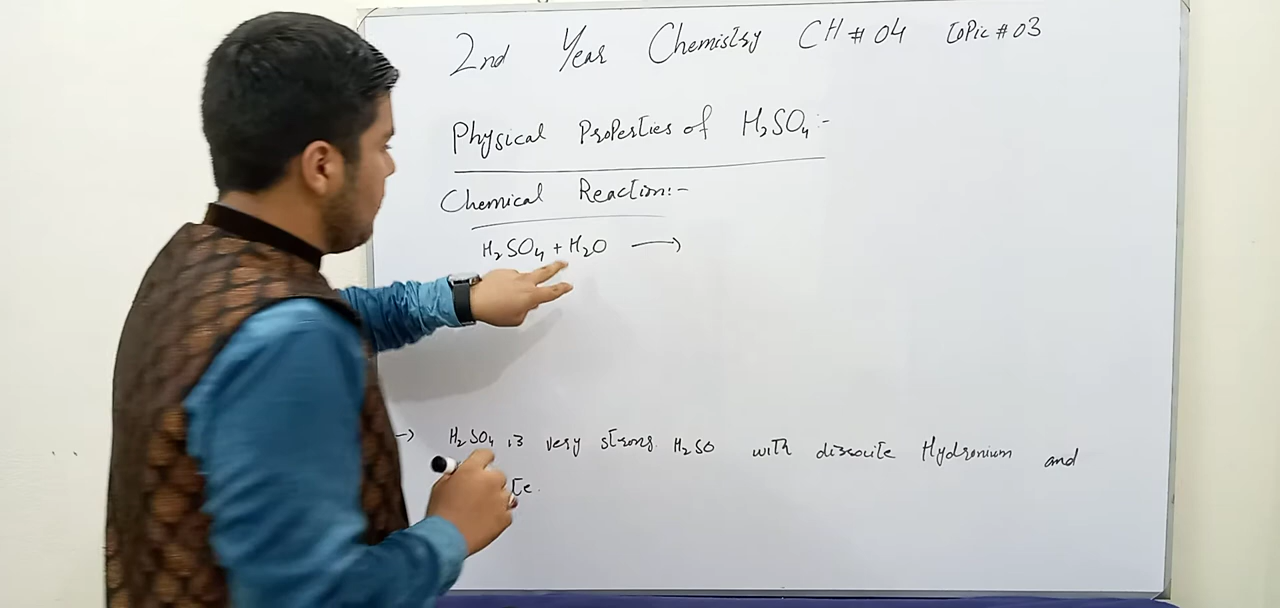 2nd Year Chemistry CH # 04 Topic # 03
Physical Properties of H₂SO₄:-
Chemical Reaction:-
H₂SO₄ + H₂O ⟶
→ H₂SO₄ is very strong H₂SO with dissocite Hydronium and
te.